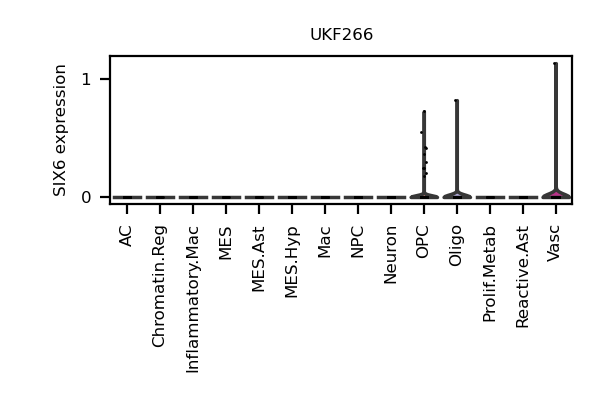 UKF266
SIX6 expression
1
0
AC
Chromatin.Reg
Inflammatory.Mac
MES
MES.Ast
MES.Hyp
Mac
NPC
Neuron
OPC
Oligo
Prolif.Metab
Reactive.Ast
Vasc